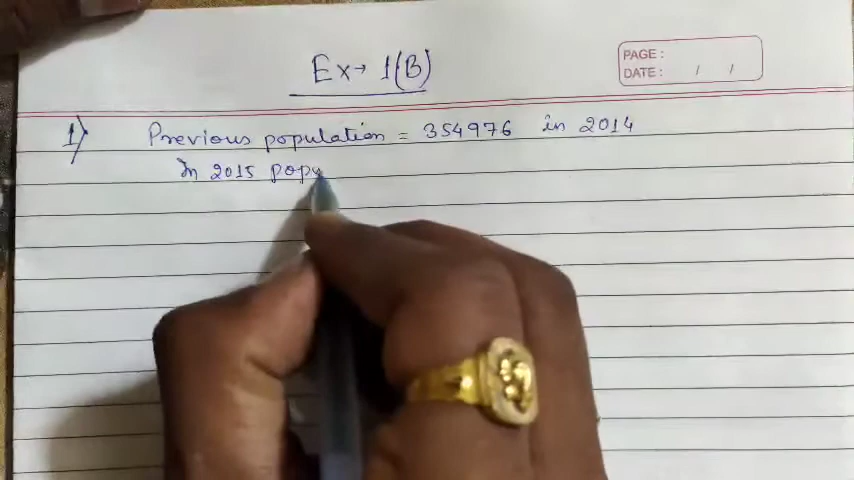 Ex→ 1(B)
PAGE:
DATE: / /
1) Previous population = 354976 in 2014
In 2015 popu